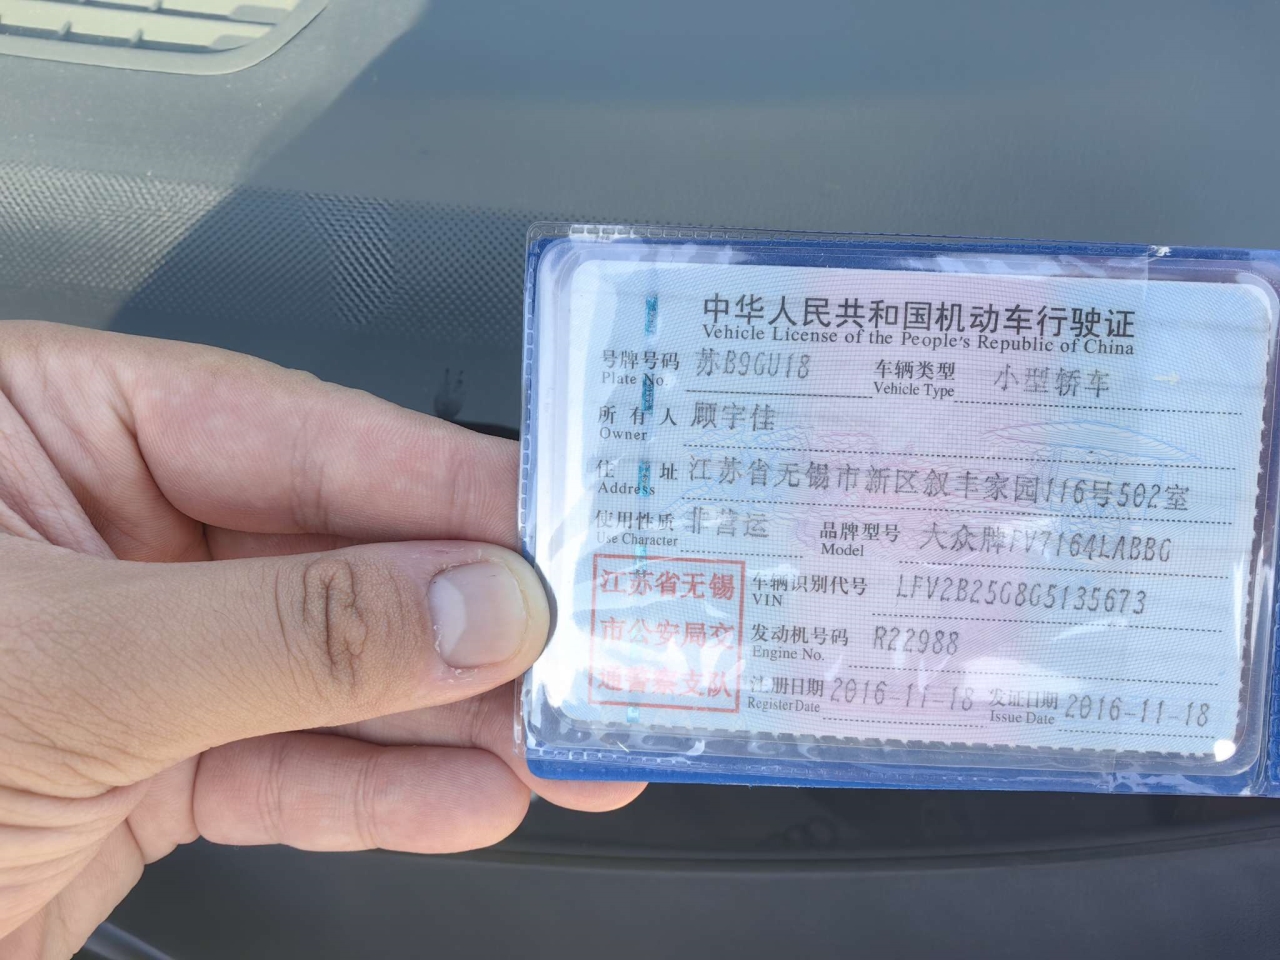 中华人民共和国机动车行驶证
Vehicle License of the People's Republic of China
号牌号码 苏B9GU18 车辆类型 小型轿车
Plate No. Vehicle Type
所有人 顾宇佳
Owner
住址 江苏省无锡市新区叙丰家园116号502室
Address
使用性质 非营运 品牌型号 大众牌FV7164LABBG
Use Character Model
江苏省无锡
市公安局交
通警察支队
车辆识别代号 LFV2B25G8G5135673
VIN
发动机号码 R22988
Engine No.
注册日期 2016-11-18 发证日期 2016-11-18
Register Date Issue Date